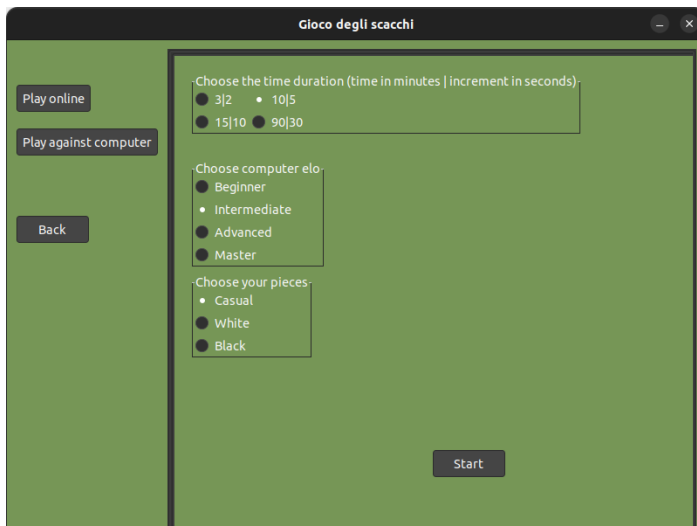 Gioco degli scacchi
Play online
Play against computer
Back
Choose the time duration (time in minutes | increment in seconds)
3|2 10|5
15|10 90|30
Choose computer elo
Beginner
Intermediate
Advanced
Master
Choose your pieces
Casual
White
Black
Start